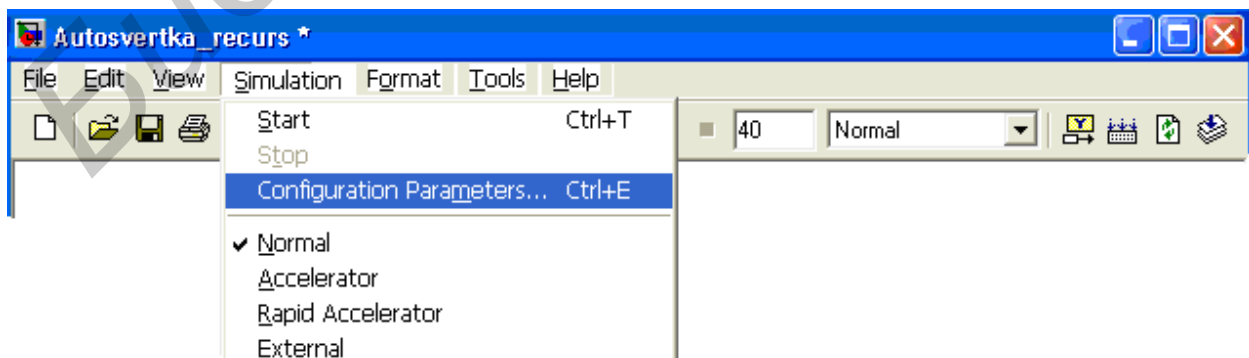 Autosvertka_recurs *
File Edit View Simulation Format Tools Help
Start Ctrl+T
40 Normal
Stop
Configuration Parameters... Ctrl+E
Normal
Accelerator
Rapid Accelerator
External